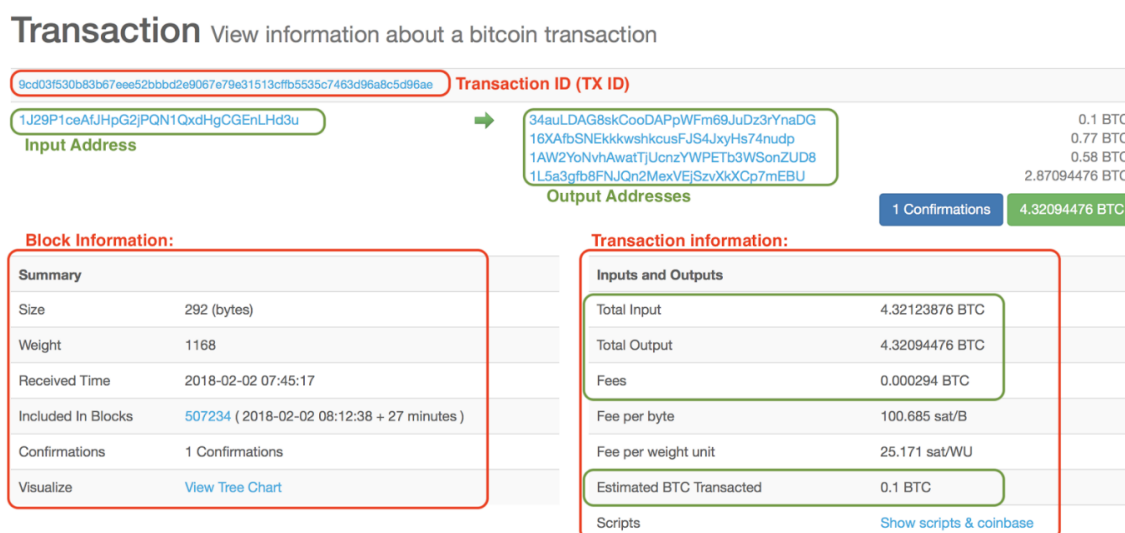 Transaction View information about a bitcoin transaction
9cd03f530b83b67eee52bbbd2e9067e79e31513cffb5535c7463d96a8c5d96ae Transaction ID (TX ID)
1J29P1ceAfJHpG2jPQN1QxdHgCGEnLHd3u
Input Address
34auLDAG8skCooDAPpWFm69JuDz3rYnaDG 0.1 BTC
16XAfbSNEkkkwshkcusFJS4JxyHs74nudp 0.77 BTC
1AW2YoNvhAwatTjUcnzYWPETb3WSonZUD8 0.58 BTC
1L5a3gfb8FNJQn2MexVEjSzvXkXCp7mEBU 2.87094476 BTC
Output Addresses
1 Confirmations 4.32094476 BTC
Block Information:
Summary
Size 292 (bytes)
Weight 1168
Received Time 2018-02-02 07:45:17
Included In Blocks 507234 ( 2018-02-02 08:12:38 + 27 minutes )
Confirmations 1 Confirmations
Visualize View Tree Chart
Transaction information:
Inputs and Outputs
Total Input 4.32123876 BTC
Total Output 4.32094476 BTC
Fees 0.000294 BTC
Fee per byte 100.685 sat/B
Fee per weight unit 25.171 sat/WU
Estimated BTC Transacted 0.1 BTC
Scripts Show scripts & coinbase